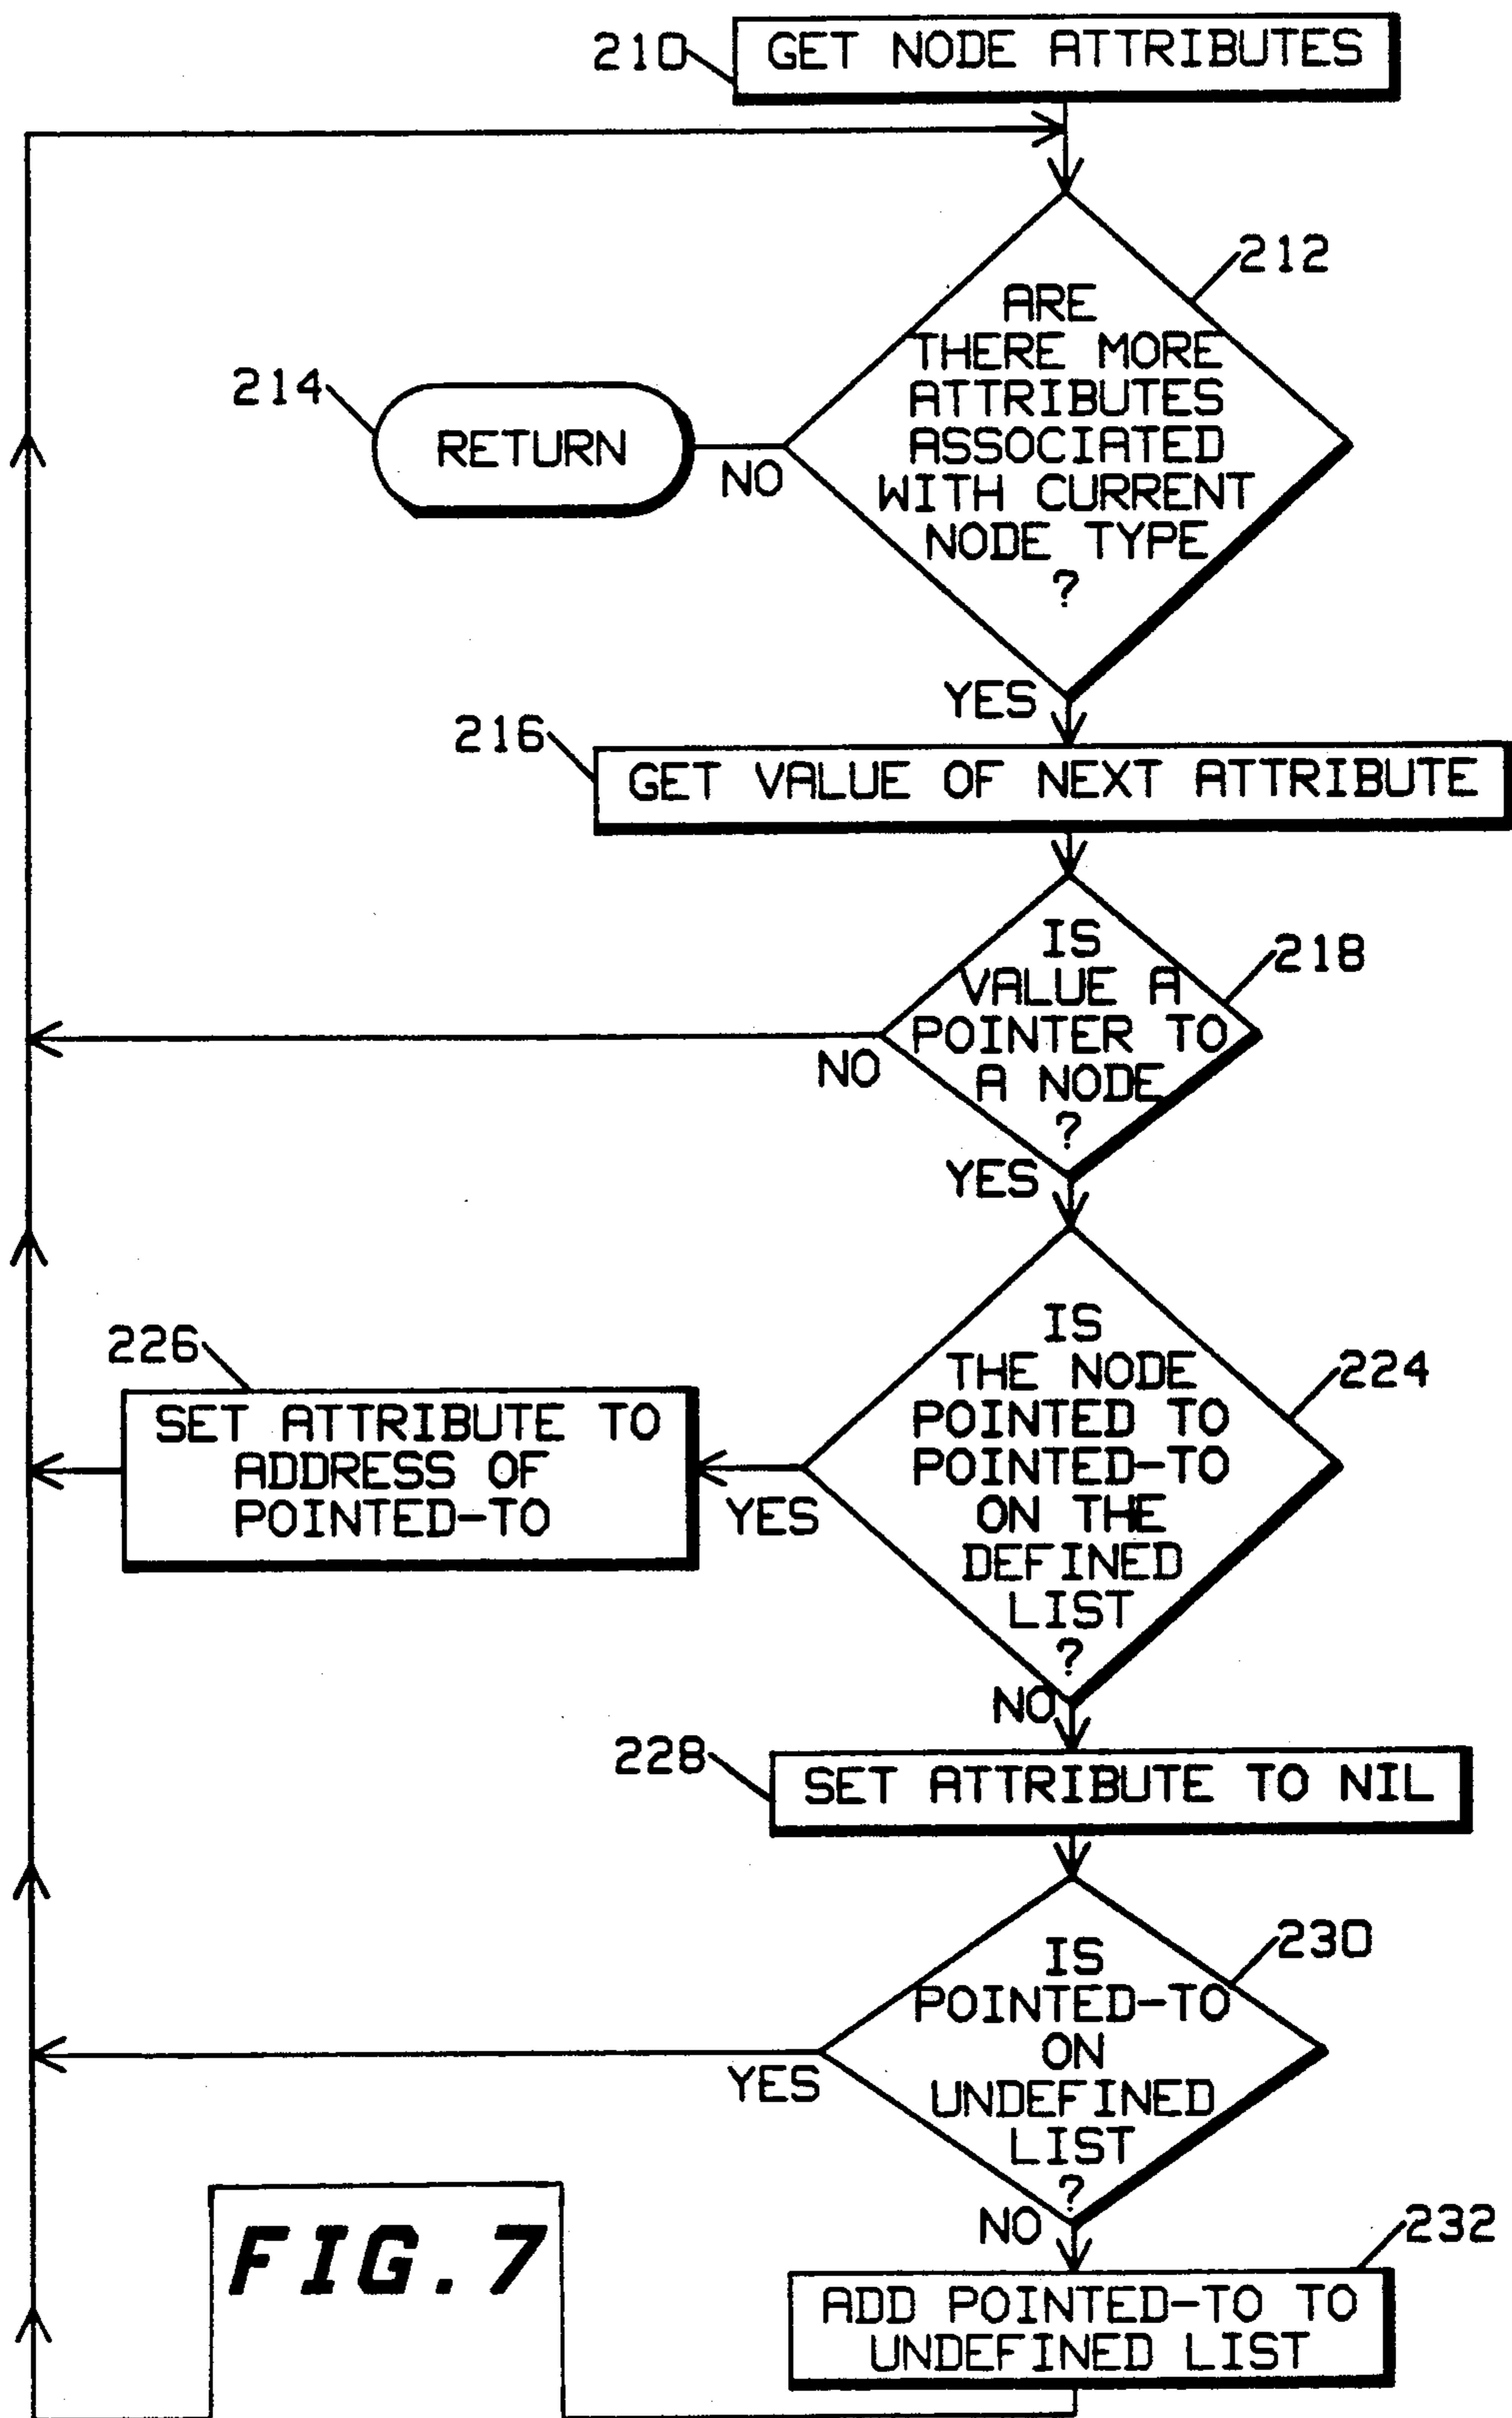 210
GET NODE ATTRIBUTES
212
ARE
THERE MORE
ATTRIBUTES
ASSOCIATED
WITH CURRENT
NODE TYPE
?
214
RETURN
NO
YES
216
GET VALUE OF NEXT ATTRIBUTE
218
IS
VALUE A
POINTER TO
A NODE
?
NO
YES
224
IS
THE NODE
POINTED TO
POINTED-TO
ON THE
DEFINED
LIST
?
226
SET ATTRIBUTE TO
ADDRESS OF
POINTED-TO
YES
NO
228
SET ATTRIBUTE TO NIL
230
IS
POINTED-TO
ON
UNDEFINED
LIST
?
YES
NO
232
ADD POINTED-TO TO
UNDEFINED LIST
FIG. 7